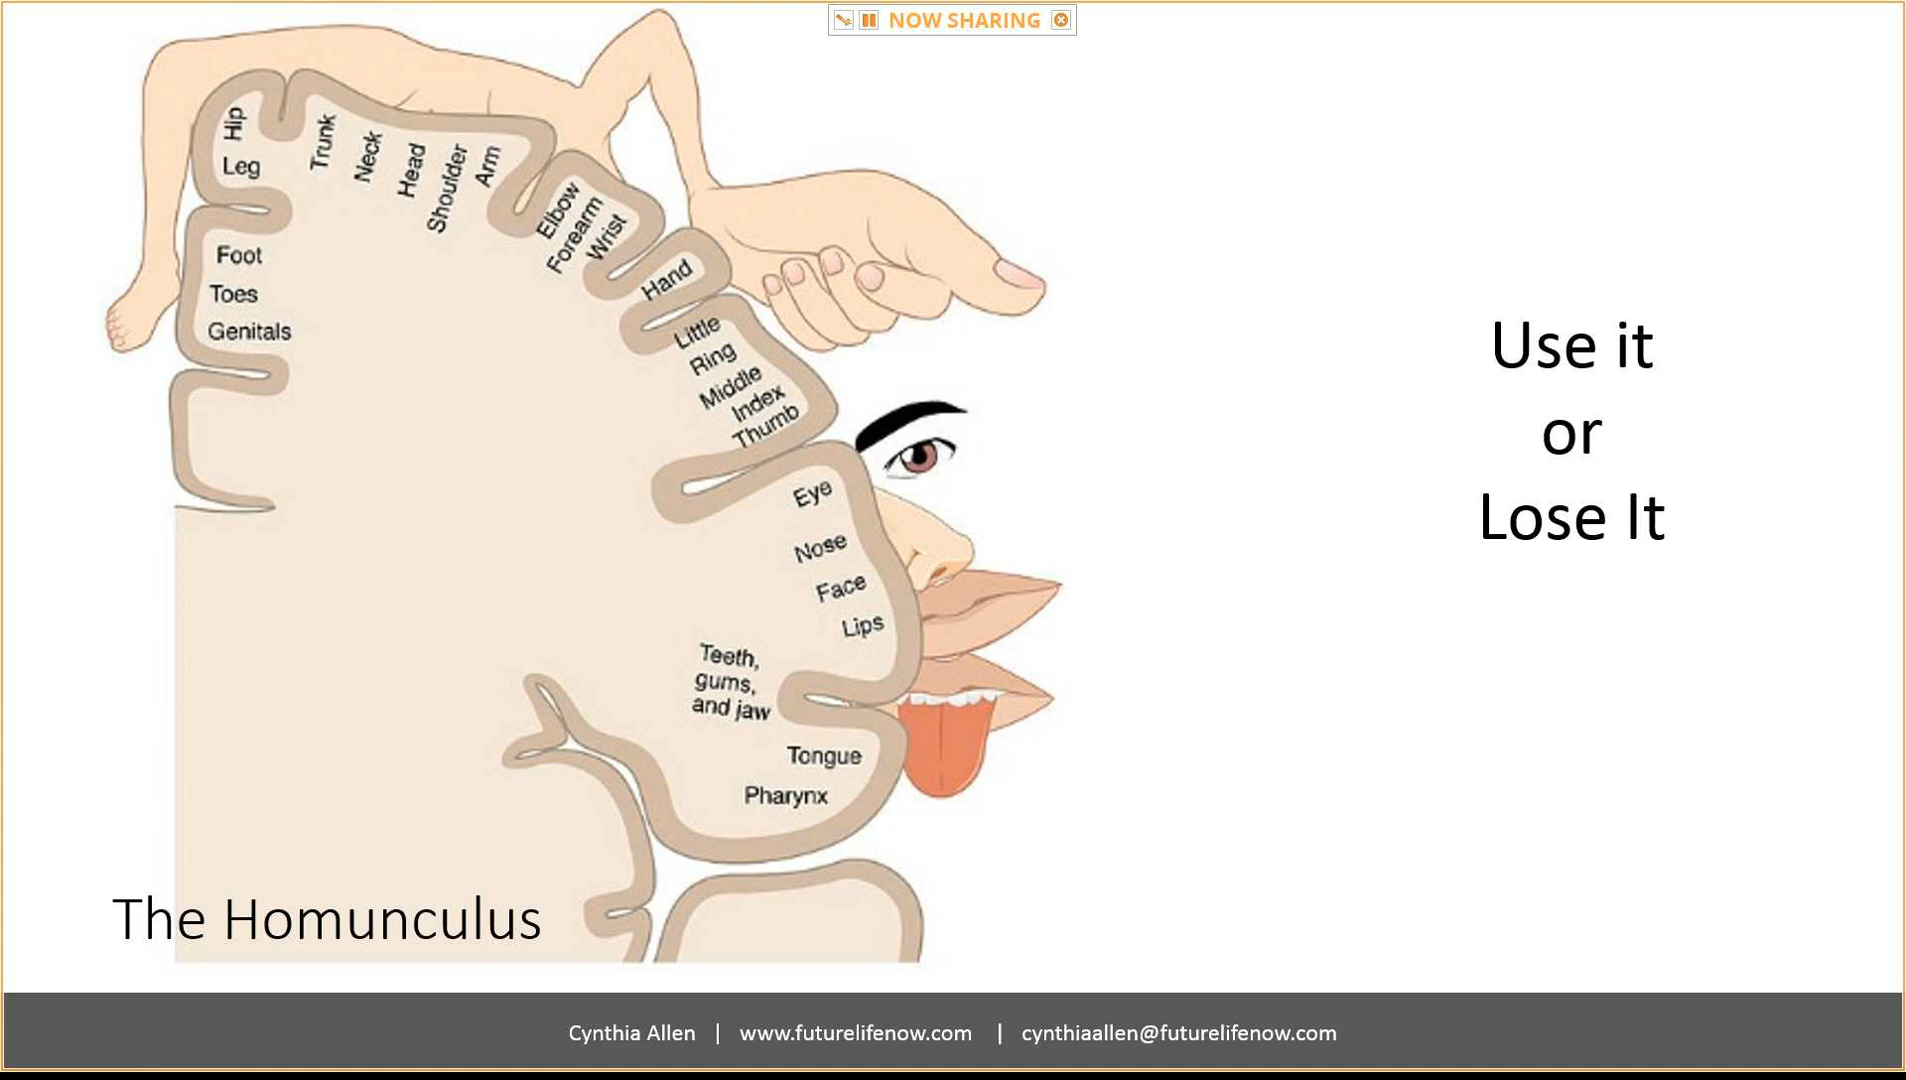 NOW SHARING
Hip
Leg
Trunk
Neck
Head
Shoulder
Arm
Elbow
Forearm
Wrist
Hand
Little
Ring
Middle
Index
Thumb
Foot
Toes
Genitals
Eye
Nose
Face
Lips
Teeth,
gums,
and jaw
Tongue
Pharynx
Use it
or
Lose It
The Homunculus
Cynthia Allen | www.futurelifenow.com | cynthiaallen@futurelifenow.com